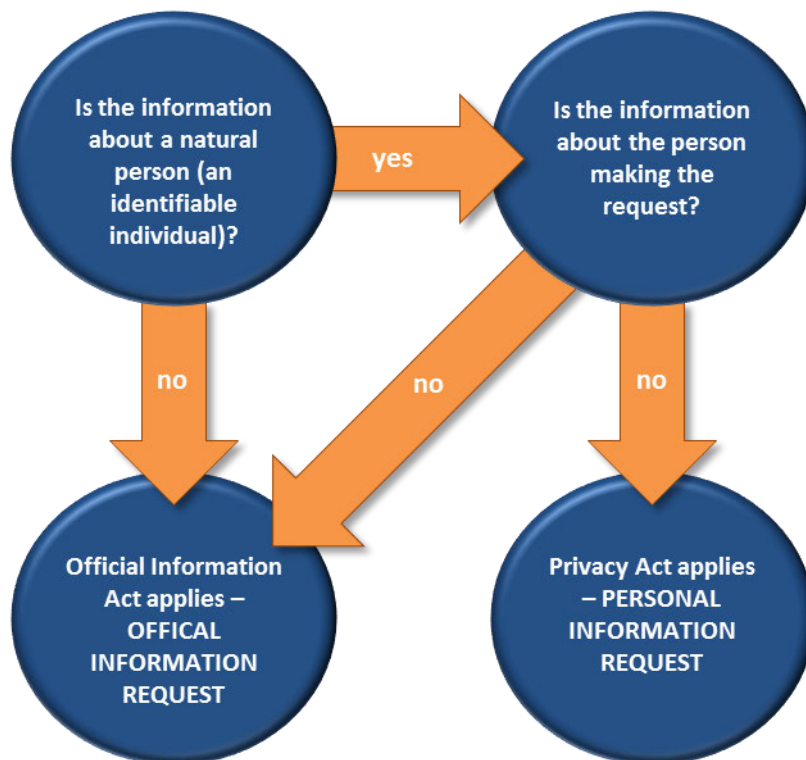 Is the information
about a natural
person (an
identifiable
individual)?
yes
Is the information
about the person
making the
request?
no
no
no
Official Information
Act applies –
OFFICAL
INFORMATION
REQUEST
Privacy Act applies
– PERSONAL
INFORMATION
REQUEST